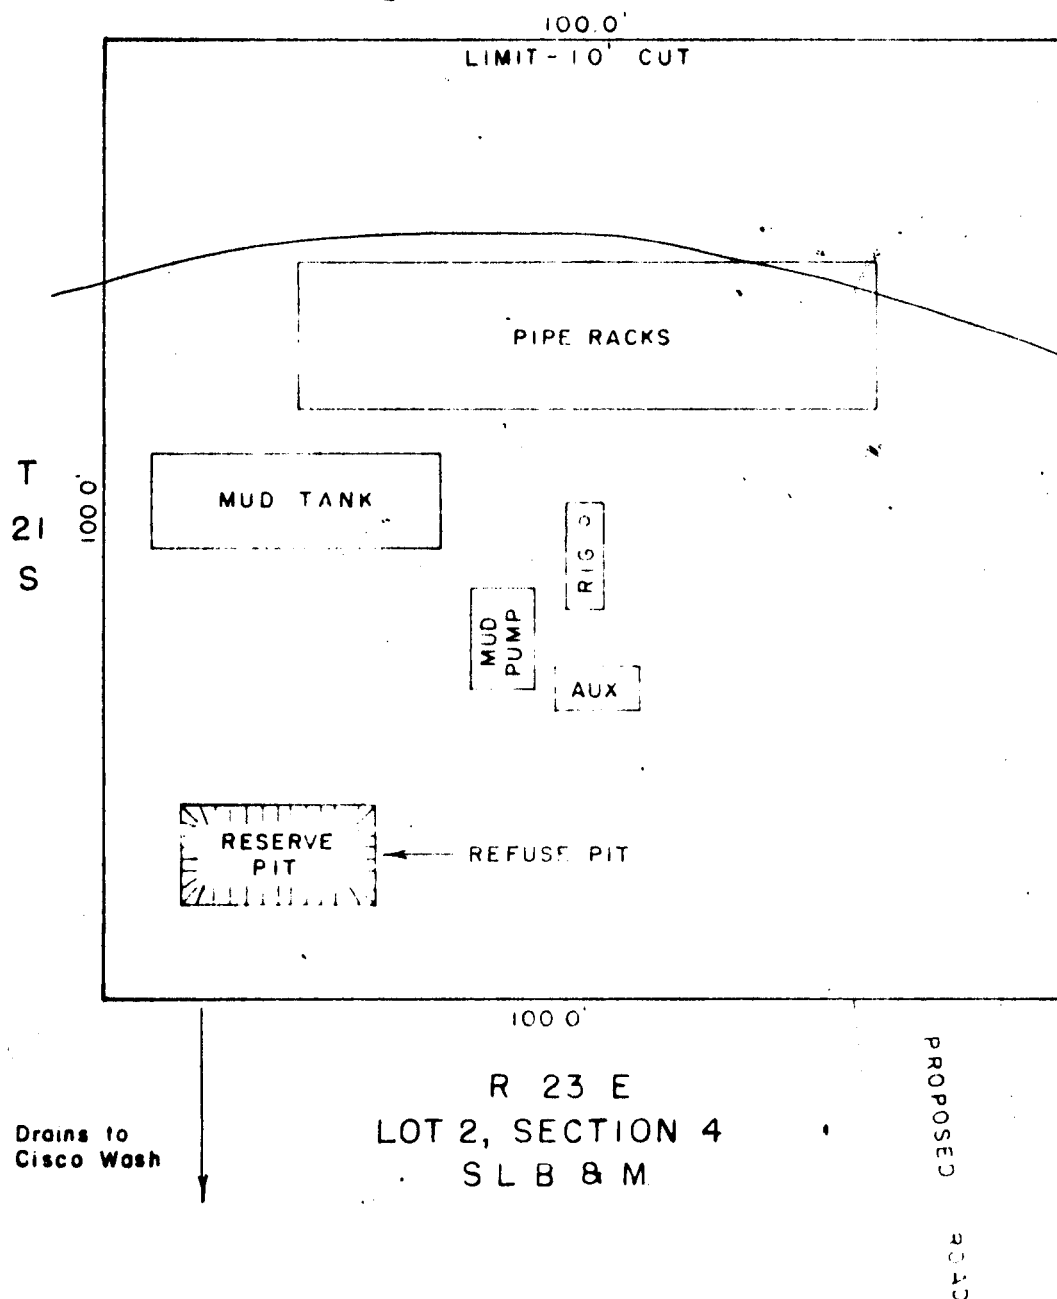 100.0'
LIMIT - 10' CUT
PIPE RACKS
T
21
S
100.0'
MUD TANK
RIG
MUD
PUMP
AUX
RESERVE
PIT
REFUSE PIT
100.0'
R 23 E
LOT 2, SECTION 4
S L B & M
Drains to
Cisco Wash
PROPOSED ROAD